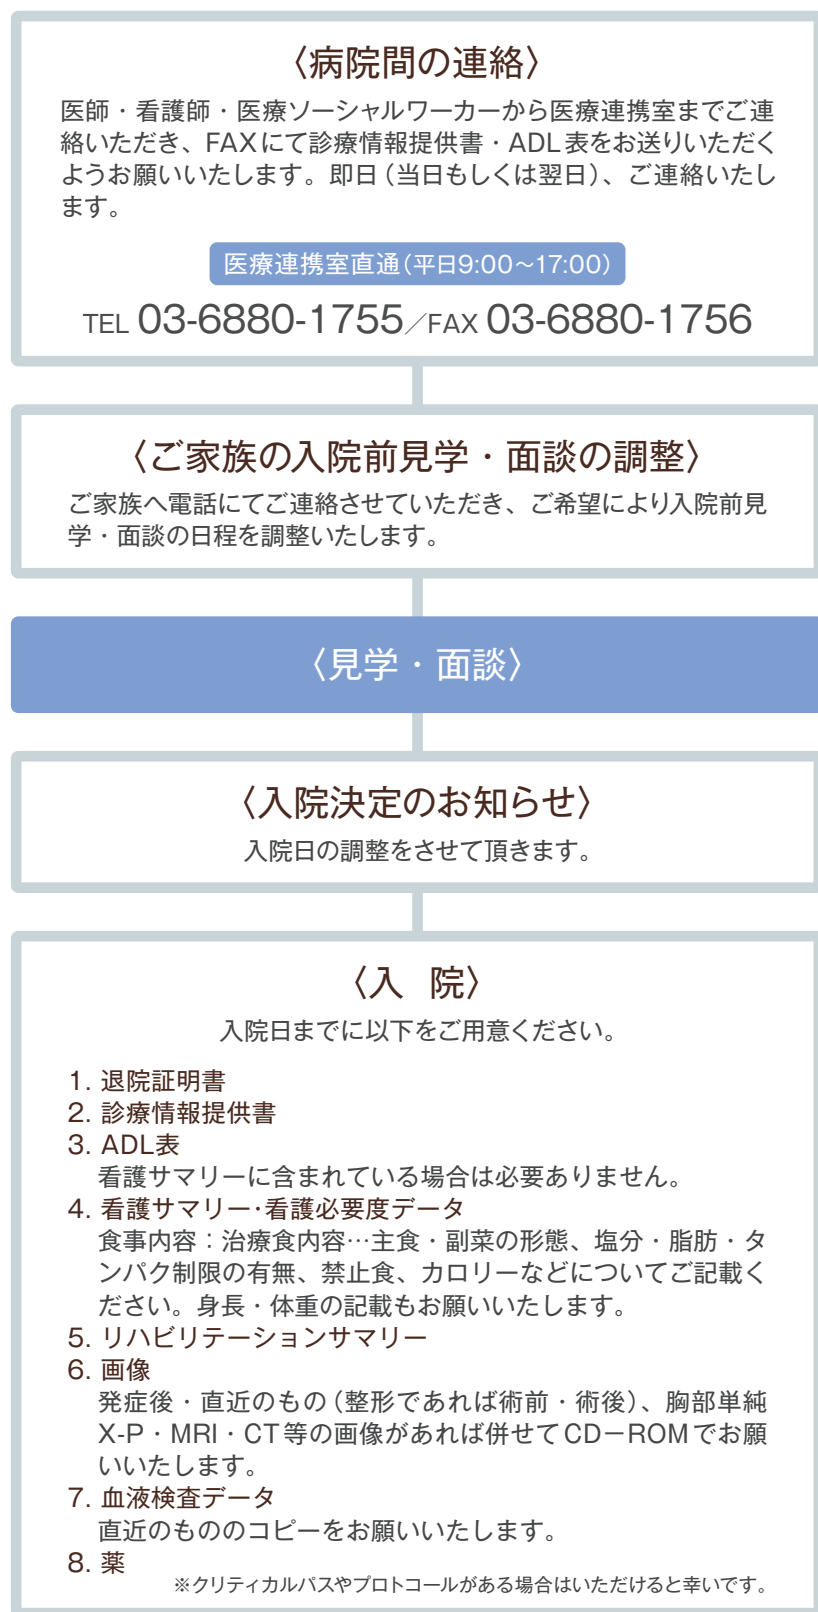 〈病院間の連絡〉
医師・看護師・医療ソーシャルワーカーから医療連携室までご連
絡いただき、FAXにて診療情報提供書・ADL表をお送りいただく
ようお願いいたします。即日（当日もしくは翌日）、ご連絡いたし
ます。
医療連携室直通（平日9:00〜17:00）
TEL 03-6880-1755／FAX 03-6880-1756
〈ご家族の入院前見学・面談の調整〉
ご家族へ電話にてご連絡させていただき、ご希望により入院前見
学・面談の日程を調整いたします。
〈見学・面談〉
〈入院決定のお知らせ〉
入院日の調整をさせて頂きます。
〈入 院〉
入院日までに以下をご用意ください。
1. 退院証明書
2. 診療情報提供書
3. ADL表
看護サマリーに含まれている場合は必要ありません。
4. 看護サマリー・看護必要度データ
食事内容：治療食内容…主食・副菜の形態、塩分・脂肪・タ
ンパク制限の有無、禁止食、カロリーなどについてご記載く
ださい。身長・体重の記載もお願いいたします。
5. リハビリテーションサマリー
6. 画像
発症後・直近のもの（整形であれば術前・術後）、胸部単純
X-P・MRI・CT等の画像があれば併せてCD－ROMでお願
いいたします。
7. 血液検査データ
直近のもののコピーをお願いいたします。
8. 薬
※クリティカルパスやプロトコールがある場合はいただけると幸いです。